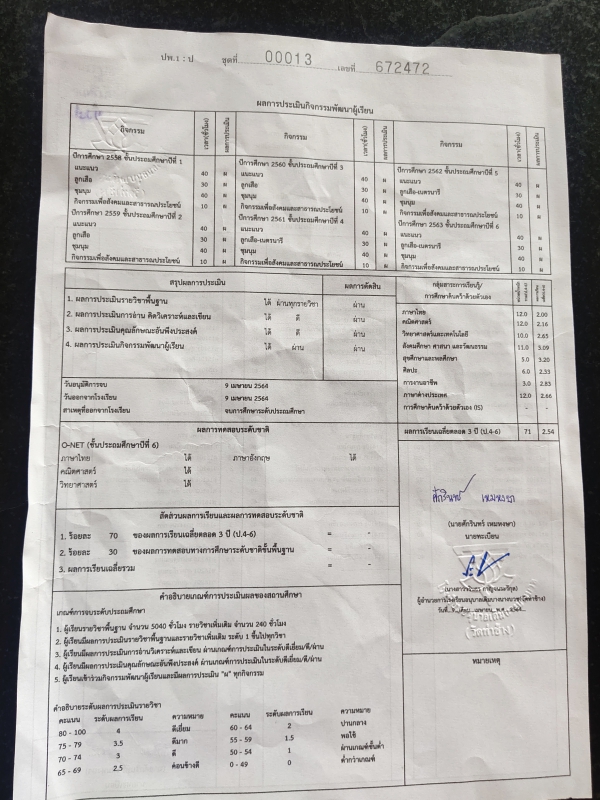 ปพ.1 : ป ชุดที่ 00013 เลขที่ 672472
ผลการประเมินกิจกรรมพัฒนาผู้เรียน
กิจกรรม เวลา(ชั่วโมง) ผลการประเมิน กิจกรรม เวลา(ชั่วโมง) ผลการประเมิน กิจกรรม เวลา(ชั่วโมง) ผลการประเมิน
ปีการศึกษา 2558 ชั้นประถมศึกษาปีที่ 1 ปีการศึกษา 2560 ชั้นประถมศึกษาปีที่ 3 ปีการศึกษา 2562 ชั้นประถมศึกษาปีที่ 5
แนะแนว 40 ผ แนะแนว 40 ผ แนะแนว 40 ผ
ลูกเสือ 30 ผ ลูกเสือ 30 ผ ลูกเสือ-เนตรนารี 30 ผ
ชุมนุม 40 ผ ชุมนุม 40 ผ ชุมนุม 40 ผ
กิจกรรมเพื่อสังคมและสาธารณประโยชน์ 10 ผ กิจกรรมเพื่อสังคมและสาธารณประโยชน์ 10 ผ กิจกรรมเพื่อสังคมและสาธารณประโยชน์ 10 ผ
ปีการศึกษา 2559 ชั้นประถมศึกษาปีที่ 2 ปีการศึกษา 2561 ชั้นประถมศึกษาปีที่ 4 ปีการศึกษา 2563 ชั้นประถมศึกษาปีที่ 6
แนะแนว 40 ผ แนะแนว 40 ผ แนะแนว 40 ผ
ลูกเสือ 30 ผ ลูกเสือ-เนตรนารี 30 ผ ลูกเสือ-เนตรนารี 30 ผ
ชุมนุม 40 ผ ชุมนุม 40 ผ ชุมนุม 40 ผ
กิจกรรมเพื่อสังคมและสาธารณประโยชน์ 10 ผ กิจกรรมเพื่อสังคมและสาธารณประโยชน์ 10 ผ กิจกรรมเพื่อสังคมและสาธารณประโยชน์ 10 ผ
สรุปผลการประเมิน ผลการตัดสิน
1. ผลการประเมินรายวิชาพื้นฐาน ได้ ผ่านทุกรายวิชา ผ่าน
2. ผลการประเมินการอ่าน คิดวิเคราะห์และเขียน ได้ ดี ผ่าน
3. ผลการประเมินคุณลักษณะอันพึงประสงค์ ได้ ดี ผ่าน
4. ผลการประเมินกิจกรรมพัฒนาผู้เรียน ได้ ผ่าน ผ่าน
วันอนุมัติการจบ 9 เมษายน 2564
วันออกจากโรงเรียน 9 เมษายน 2564
สาเหตุที่ออกจากโรงเรียน จบการศึกษาระดับประถมศึกษา
กลุ่มสาระการเรียนรู้/
การศึกษาค้นคว้าด้วยตัวเอง
ภาษาไทย 12.0 2.00
คณิตศาสตร์ 12.0 2.16
วิทยาศาสตร์และเทคโนโลยี 10.0 2.65
สังคมศึกษา ศาสนา และวัฒนธรรม 11.0 3.09
สุขศึกษาและพลศึกษา 5.0 3.20
ศิลปะ 6.0 2.33
การงานอาชีพ 3.0 2.83
ภาษาต่างประเทศ 12.0 2.66
การศึกษาค้นคว้าด้วยตัวเอง (IS) - -
ผลการเรียนเฉลี่ยตลอด 3 ปี (ป.4-6) 71 2.54
ผลการทดสอบระดับชาติ
O-NET (ชั้นประถมศึกษาปีที่ 6)
ภาษาไทย ได้ ภาษาอังกฤษ ได้
คณิตศาสตร์ ได้
วิทยาศาสตร์ ได้
สัดส่วนผลการเรียนและผลการทดสอบระดับชาติ
1. ร้อยละ 70 ของผลการเรียนเฉลี่ยตลอด 3 ปี (ป.4-6) = -
2. ร้อยละ 30 ของผลการทดสอบทางการศึกษาระดับชาติขั้นพื้นฐาน = -
3. ผลการเรียนเฉลี่ยรวม = -
ศักรินทร์ เหมหงษา
(นายศักรินทร์ เหมหงษา)
นายทะเบียน
หมายเหตุ
คำอธิบายเกณฑ์การประเมินผลของสถานศึกษา
เกณฑ์การจบระดับประถมศึกษา
1. ผู้เรียนรายวิชาพื้นฐาน จำนวน 5040 ชั่วโมง รายวิชาเพิ่มเติม จำนวน 240 ชั่วโมง
2. ผู้เรียนมีผลการประเมินรายวิชาพื้นฐานและรายวิชาเพิ่มเติม ระดับ 1 ขึ้นไปทุกวิชา
3. ผู้เรียนมีผลการประเมินการอ่านวิเคราะห์และเขียน ผ่านเกณฑ์การประเมินในระดับดีเยี่ยม/ดี/ผ่าน
4. ผู้เรียนมีผลการประเมินคุณลักษณะอันพึงประสงค์ ผ่านเกณฑ์การประเมินในระดับดีเยี่ยม/ดี/ผ่าน
5. ผู้เรียนเข้าร่วมกิจกรรมพัฒนาผู้เรียนและมีผลการประเมิน "ผ" ทุกกิจกรรม
คำอธิบายระดับผลการประเมินรายวิชา
คะแนน ระดับผลการเรียน ความหมาย คะแนน ระดับผลการเรียน ความหมาย
80 - 100 4 ดีเยี่ยม 60 - 64 2 ปานกลาง
75 - 79 3.5 ดีมาก 55 - 59 1.5 พอใช้
70 - 74 3 ดี 50 - 54 1 ผ่านเกณฑ์ขั้นต่ำ
65 - 69 2.5 ค่อนข้างดี 0 - 49 0 ต่ำกว่าเกณฑ์